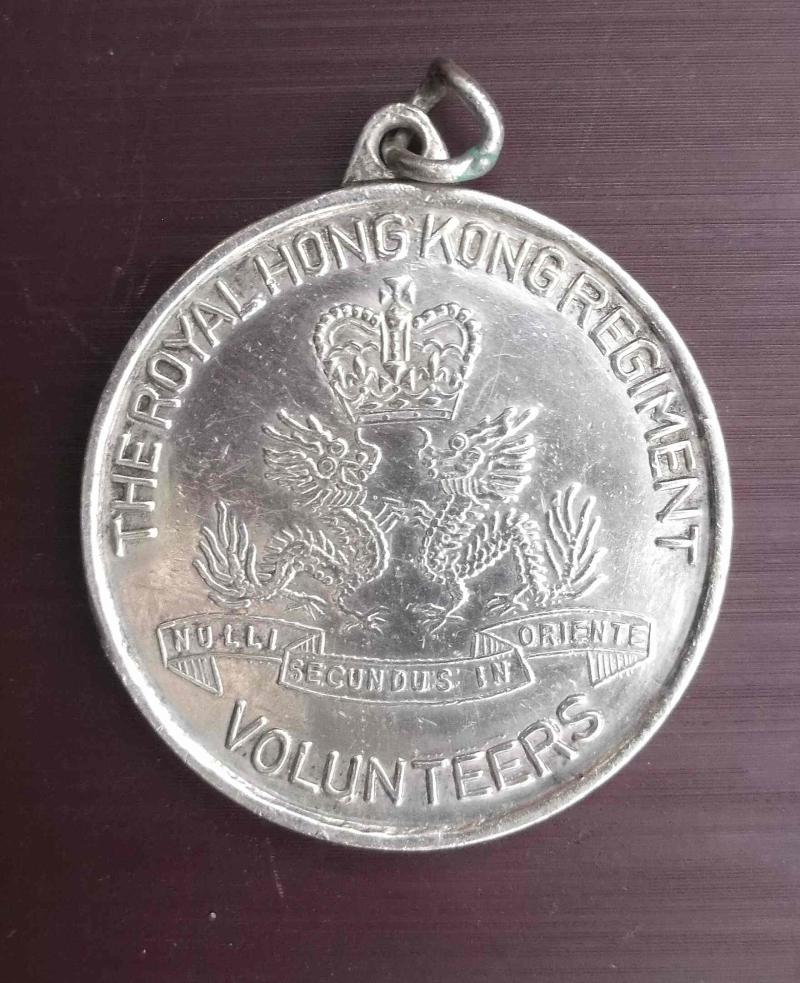 THE ROYAL HONG KONG REGIMENT
NULLI SECUNDUS IN ORIENTE
VOLUNTEERS